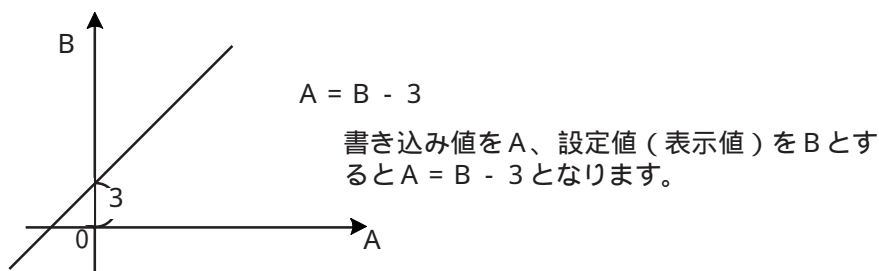 B
A = B - 3
書き込み値をA、設定値（表示値）をBとす
るとA = B - 3となります。
3
0
A